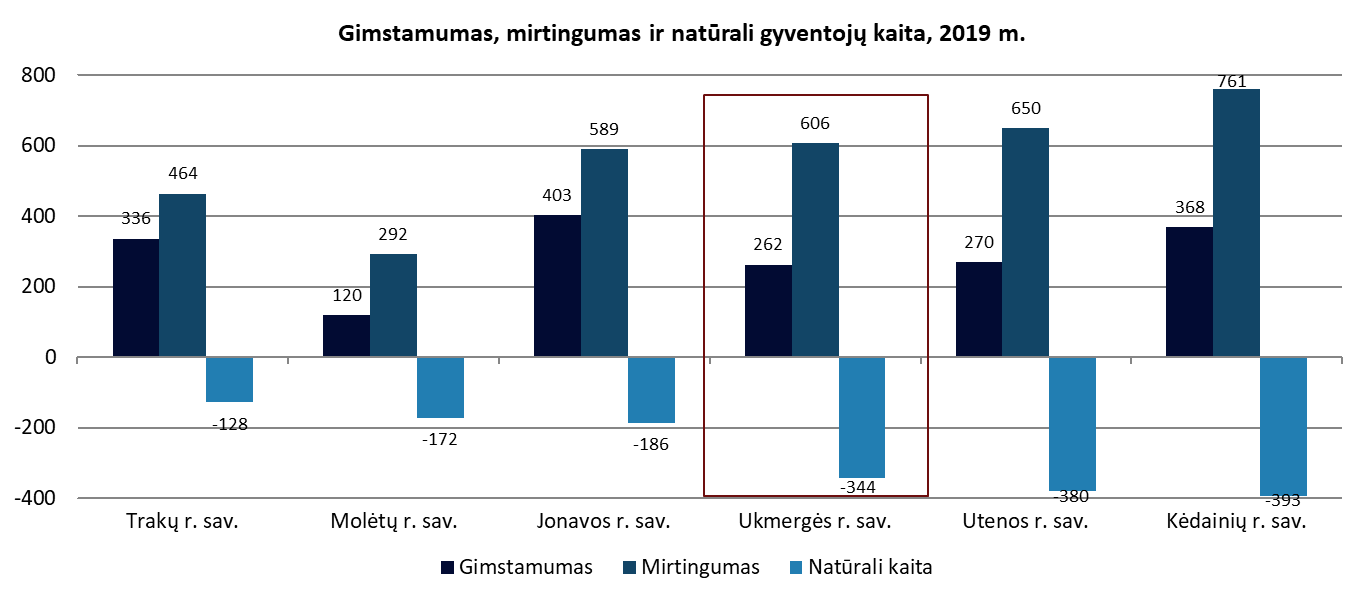 Gimstamumas, mirtingumas ir natūrali gyventojų kaita, 2019 m.
800
600
400
200
0
-200
-400
336
464
-128
120
292
-172
403
589
-186
262
606
-344
270
650
-380
368
761
-393
Trakų r. sav.
Molėtų r. sav.
Jonavos r. sav.
Ukmergės r. sav.
Utenos r. sav.
Kėdainių r. sav.
Gimstamumas
Mirtingumas
Natūrali kaita